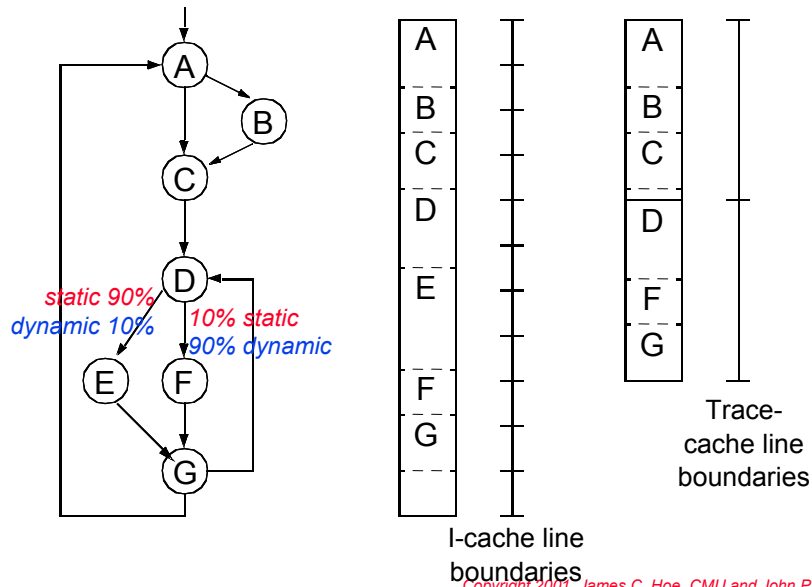 A
B
C
D
static 90%
dynamic 10%
10% static
90% dynamic
E
F
G
A
B
C
D
E
F
G
I-cache line
boundaries
A
B
C
D
F
G
Trace-
cache line
boundaries
Copyright 2001, James C. Hoe, CMU and John P